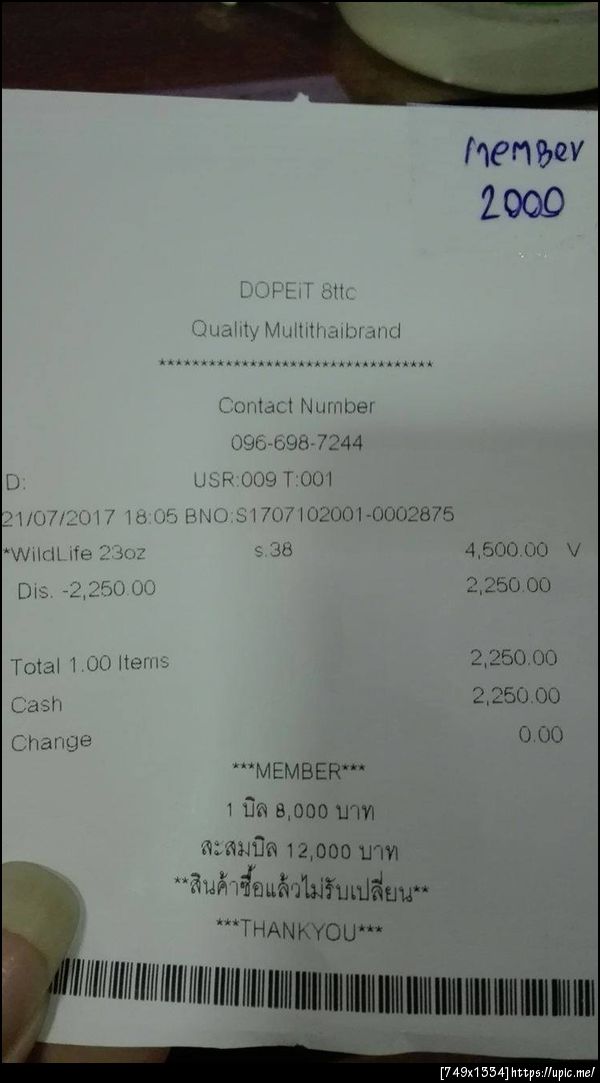 member
2000
DOPEiT 8ttc
Quality Multithaibrand
*********************************
Contact Number
096-698-7244
D: USR:009 T:001
21/07/2017 18:05 BNO:S1707102001-0002875
*WildLife 23oz s.38 4,500.00 V
Dis. -2,250.00 2,250.00
Total 1.00 Items 2,250.00
Cash 2,250.00
Change 0.00
***MEMBER***
1 บิล 8,000 บาท
สะสมบิล 12,000 บาท
**สินค้าซื้อแล้วไม่รับเปลี่ยน**
***THANKYOU***
[749x1334]https://upic.me/